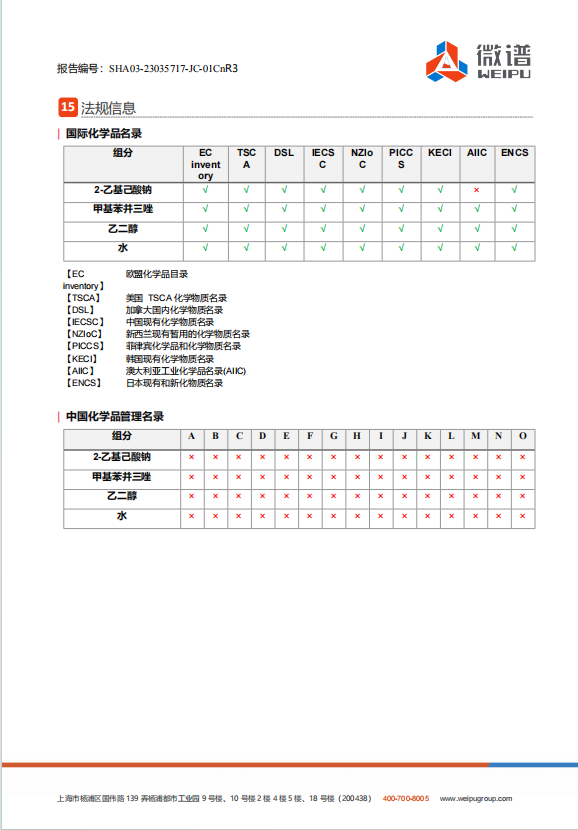 报告编号：SHA03-23035717-JC-01CnR3
微谱
WEIPU
15 法规信息
国际化学品名录
组分 EC inventory TSCA DSL IECSC NZIoC PICCS KECI AIIC ENCS
2-乙基己酸钠 √ √ √ √ √ √ √ × √
甲基苯并三唑 √ √ √ √ √ √ √ √ √
乙二醇 √ √ √ √ √ √ √ √ √
水 √ √ √ √ √ √ √ √ √
【EC inventory】 欧盟化学品目录
【TSCA】 美国 TSCA 化学物质名录
【DSL】 加拿大国内化学物质名录
【IECSC】 中国现有化学物质名录
【NZIoC】 新西兰现有暂用的化学物质名录
【PICCS】 菲律宾化学品和化学物质名录
【KECI】 韩国现有化学物质名录
【AIIC】 澳大利亚工业化学品名录(AIIC)
【ENCS】 日本现有和新化物质名录
中国化学品管理名录
组分 A B C D E F G H I J K L M N O
2-乙基己酸钠 × × × × × × × × × × × × × × ×
甲基苯并三唑 × × × × × × × × × × × × × × ×
乙二醇 × × × × × × × × × × × × × × ×
水 × × × × × × × × × × × × × × ×
上海市杨浦区国伟路 139 弄杨浦都市工业园 9 号楼、10 号楼 2 楼 4 楼 5 楼、18 号楼（200438） 400-700-8005 www.weipugroup.com